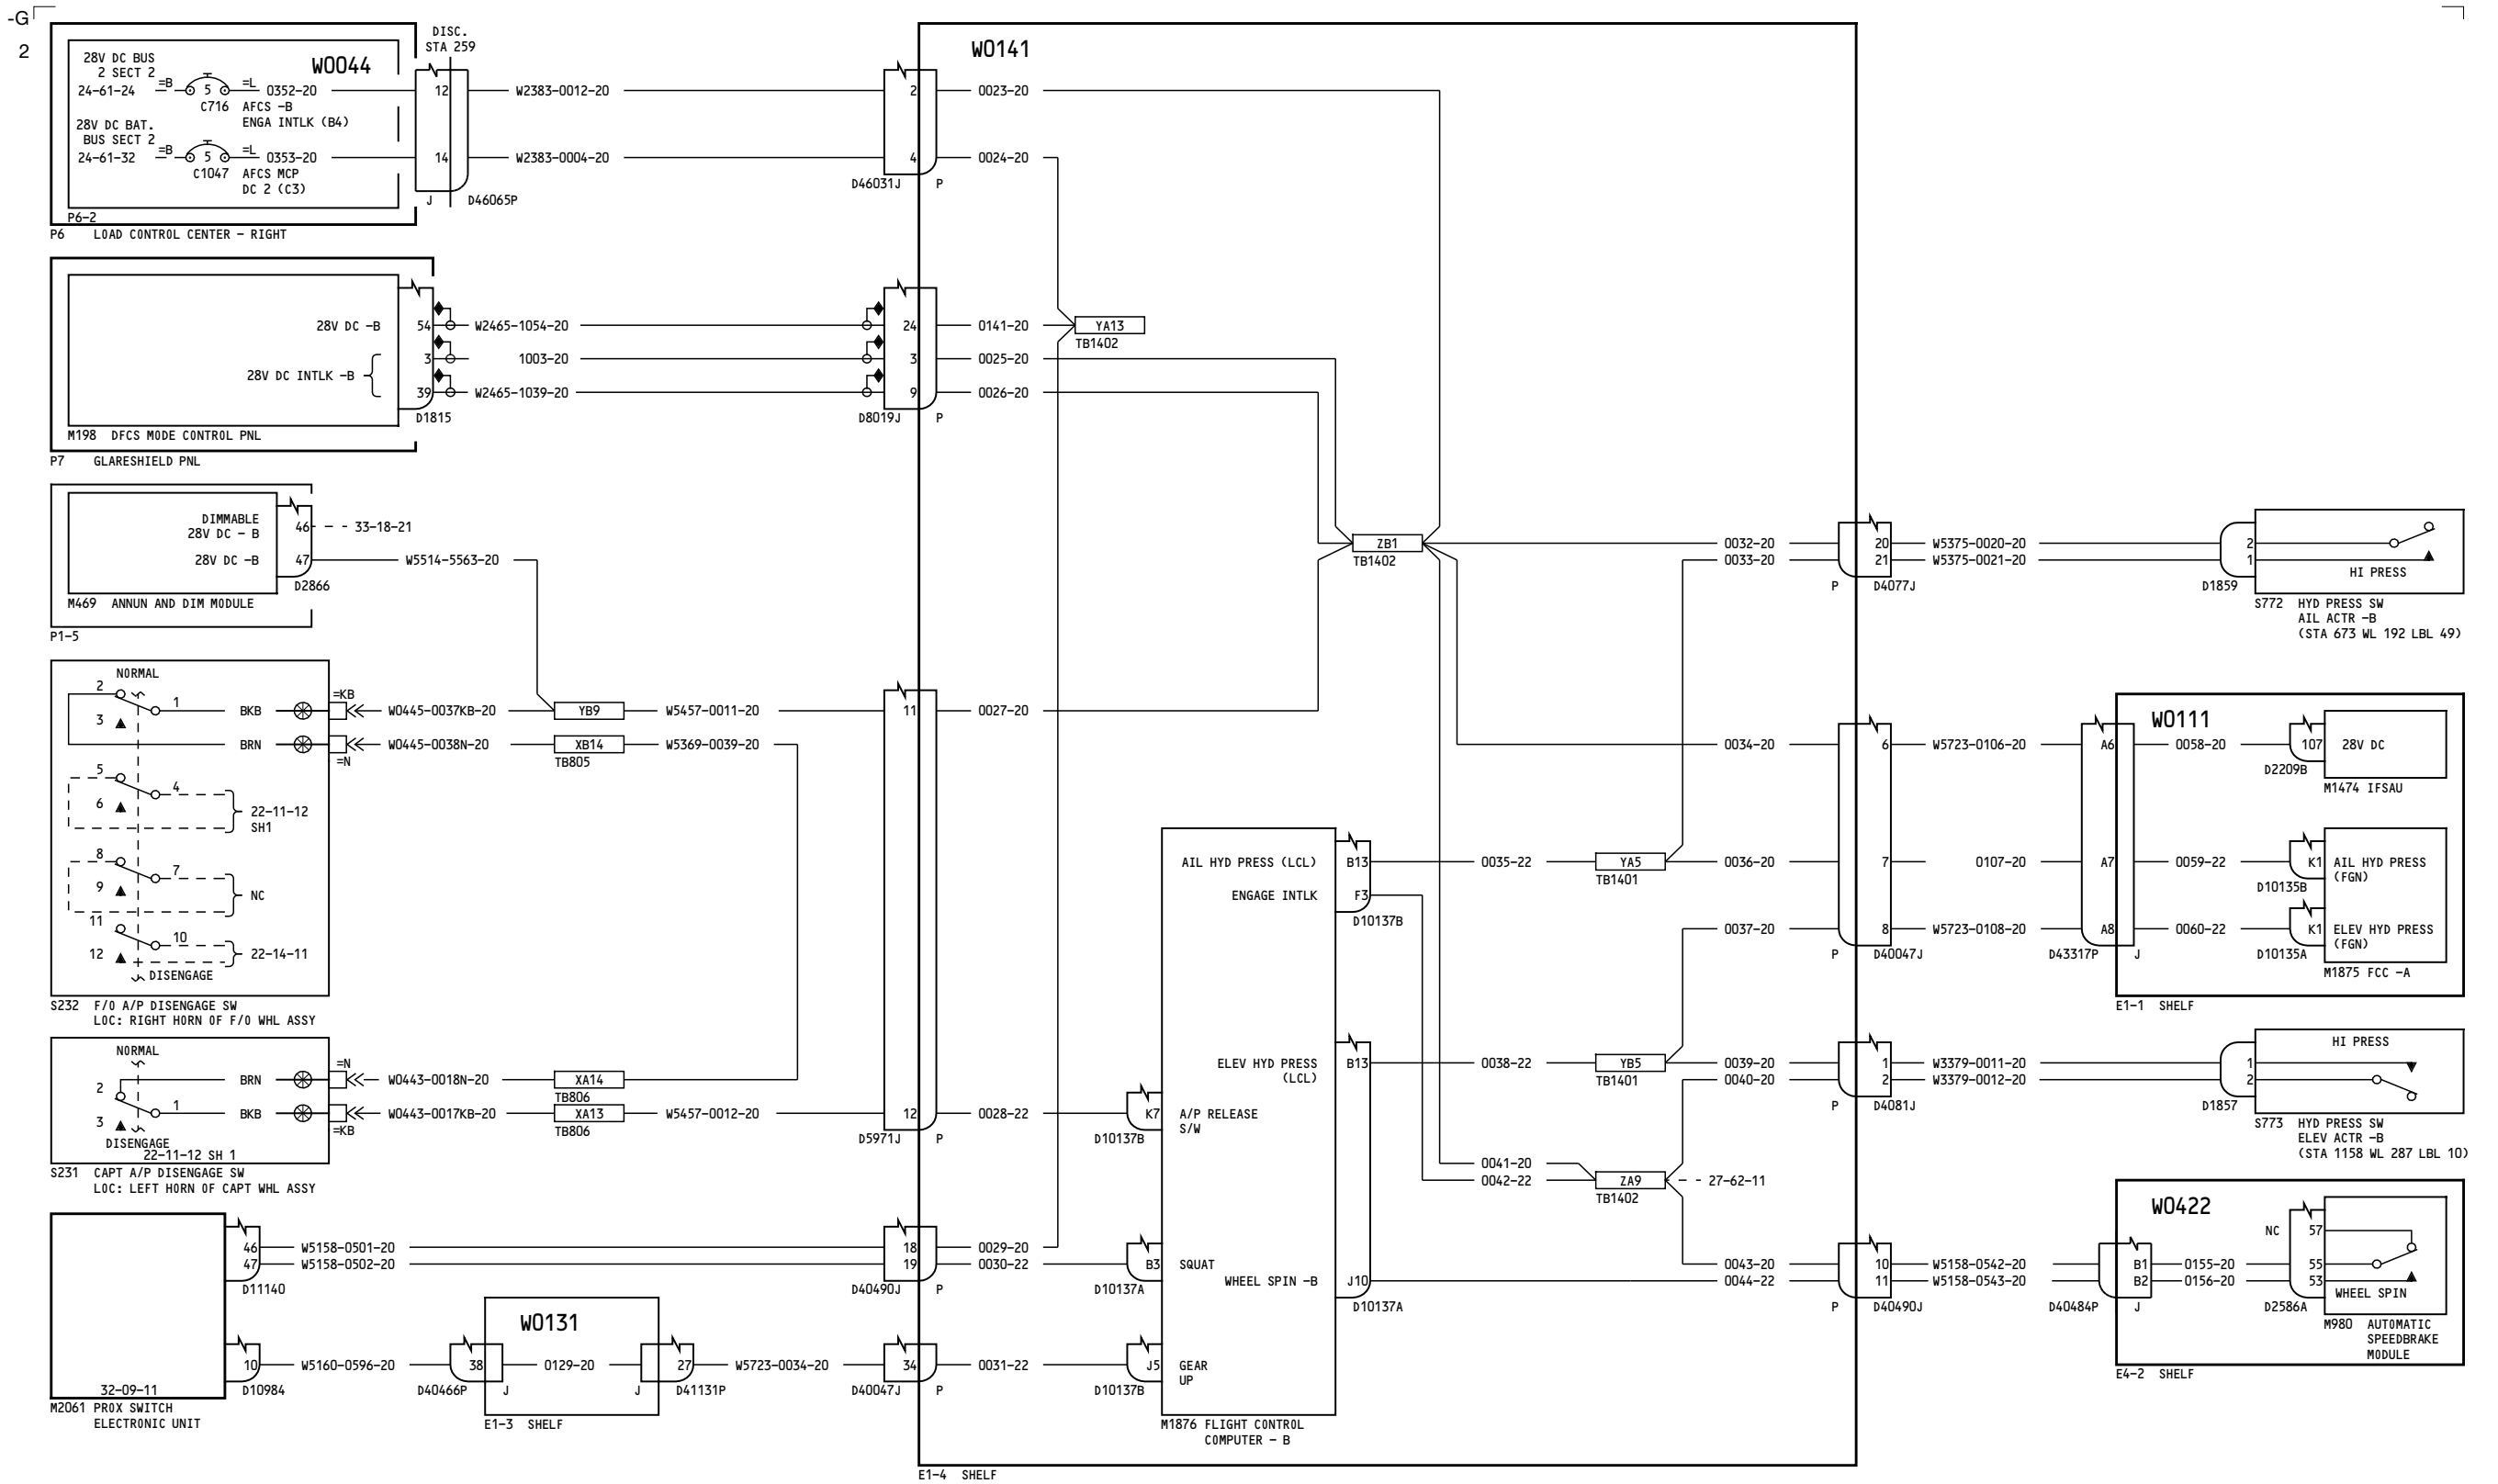 -G
2
28V DC BUS
2 SECT 2
W0044
24-61-24 =B 5 =L 0352-20
C716 AFCS -B
ENGA INTLK (B4)
28V DC BAT.
BUS SECT 2
24-61-32 =B 5 =L 0353-20
C1047 AFCS MCP
DC 2 (C3)
P6-2
P6 LOAD CONTROL CENTER - RIGHT
DISC.
STA 259
12 W2383-0012-20 2 0023-20
14 W2383-0004-20 4 0024-20
J D46065P
D46031J P
W0141
28V DC -B 54 W2465-1054-20 24 0141-20 YA13
TB1402
3 1003-20 3 0025-20
28V DC INTLK -B
39 W2465-1039-20 9 0026-20
D1815 D8019J P
M198 DFCS MODE CONTROL PNL
P7 GLARESHIELD PNL
DIMMABLE
28V DC - B
46 33-18-21
28V DC -B 47 W5514-5563-20
D2866
M469 ANNUN AND DIM MODULE
P1-5
ZB1
TB1402
0032-20 20 W5375-0020-20 2
0033-20 21 W5375-0021-20 1
P D4077J D1859
HI PRESS
S772 HYD PRESS SW
AIL ACTR -B
(STA 673 WL 192 LBL 49)
NORMAL
2 1 3
BKB =KB W0445-0037KB-20 YB9 W5457-0011-20 11 0027-20
BRN =N W0445-0038N-20 XB14 W5369-0039-20
TB805
5 4 6
22-11-12
SH1
8 7 9
NC
11 10 12
22-14-11
DISENGAGE
S232 F/O A/P DISENGAGE SW
LOC: RIGHT HORN OF F/O WHL ASSY
0034-20 6 W5723-0106-20 A6 0058-20 107 28V DC
W0111
D2209B
M1474 IFSAU
AIL HYD PRESS (LCL) B13 0035-22 YA5 0036-20 7 0107-20 A7 0059-22 K1 AIL HYD PRESS
(FGN)
TB1401
D10135B
ENGAGE INTLK F3
D10137B
0037-20 8 W5723-0108-20 A8 0060-22 K1 ELEV HYD PRESS
(FGN)
P D40047J D43317P J D10135A
M1875 FCC -A
E1-1 SHELF
NORMAL
2 1 3
BRN =N W0443-0018N-20 XA14
TB806
BKB =KB W0443-0017KB-20 XA13 W5457-0012-20 12 0028-22 K7 A/P RELEASE
S/W
TB806
D5971J P D10137B
DISENGAGE
22-11-12 SH 1
S231 CAPT A/P DISENGAGE SW
LOC: LEFT HORN OF CAPT WHL ASSY
ELEV HYD PRESS
(LCL)
B13 0038-22 YB5 0039-20 1 W3379-0011-20 1
TB1401
0040-20 2 W3379-0012-20 2
P D4081J D1857
HI PRESS
S773 HYD PRESS SW
ELEV ACTR -B
(STA 1158 WL 287 LBL 10)
0041-20
0042-22 ZA9 27-62-11
TB1402
46 W5158-0501-20 18 0029-20
47 W5158-0502-20 19 0030-22 B3 SQUAT
D11140 D40490J P D10137A
WHEEL SPIN -B J10
D10137A
0043-20 10 W5158-0542-20 B1 0155-20 55
0044-22 11 W5158-0543-20 B2 0156-20 53
P D40490J D40484P J D2586A
W0422
NC 57
WHEEL SPIN
M980 AUTOMATIC
SPEEDBRAKE
MODULE
E4-2 SHELF
10 W5160-0596-20 38 0129-20 27 W5723-0034-20 34 0031-22 J5 GEAR
UP
W0131
D10984 D40466P J J D41131P D40047J P D10137B
32-09-11
M2061 PROX SWITCH
ELECTRONIC UNIT
E1-3 SHELF
M1876 FLIGHT CONTROL
COMPUTER - B
E1-4 SHELF